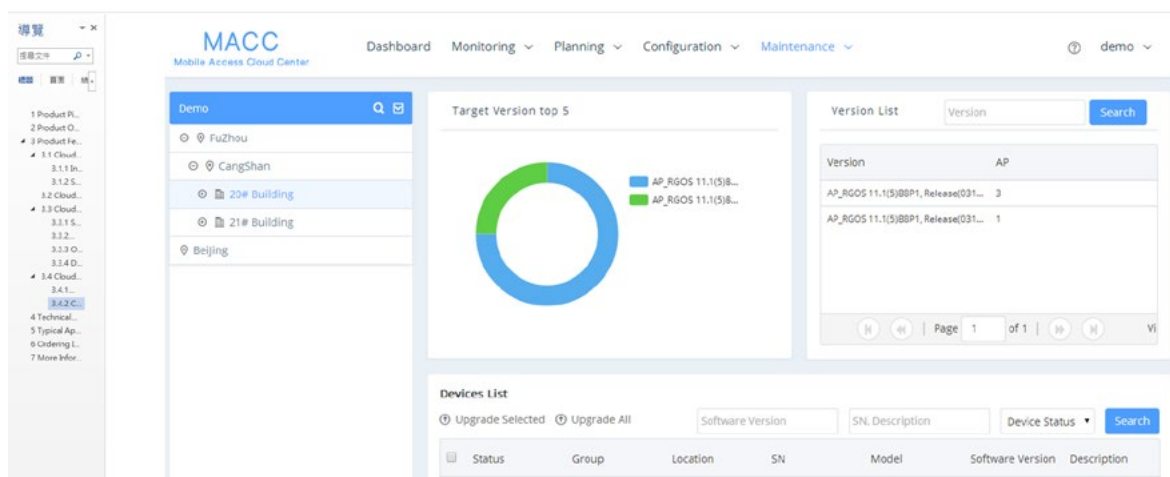 導覽
搜尋文件
標題 頁面 結
1 Product Pi...
2 Product O...
3 Product Fe...
3.1 Cloud...
3.1.1 In...
3.1.2 S...
3.2 Cloud...
3.3 Cloud...
3.3.1 S...
3.3.2...
3.3.3 O...
3.3.4 D...
3.4 Cloud...
3.4.1...
3.4.2 C...
4 Technical...
5 Typical Ap...
6 Ordering I...
7 More Infor...
MACC
Mobile Access Cloud Center
Dashboard Monitoring Planning Configuration Maintenance demo
Demo
FuZhou
CangShan
20# Building
21# Building
Beijing
Target Version top 5
AP_RGOS 11.1(5)B...
AP_RGOS 11.1(5)B...
Version List Version Search
Version AP
AP_RGOS 11.1(5)B8P1, Release(031... 3
AP_RGOS 11.1(5)B8P1, Release(031... 1
Page 1 of 1 Vi
Devices List
Upgrade Selected Upgrade All Software Version SN, Description Device Status Search
Status Group Location SN Model Software Version Description